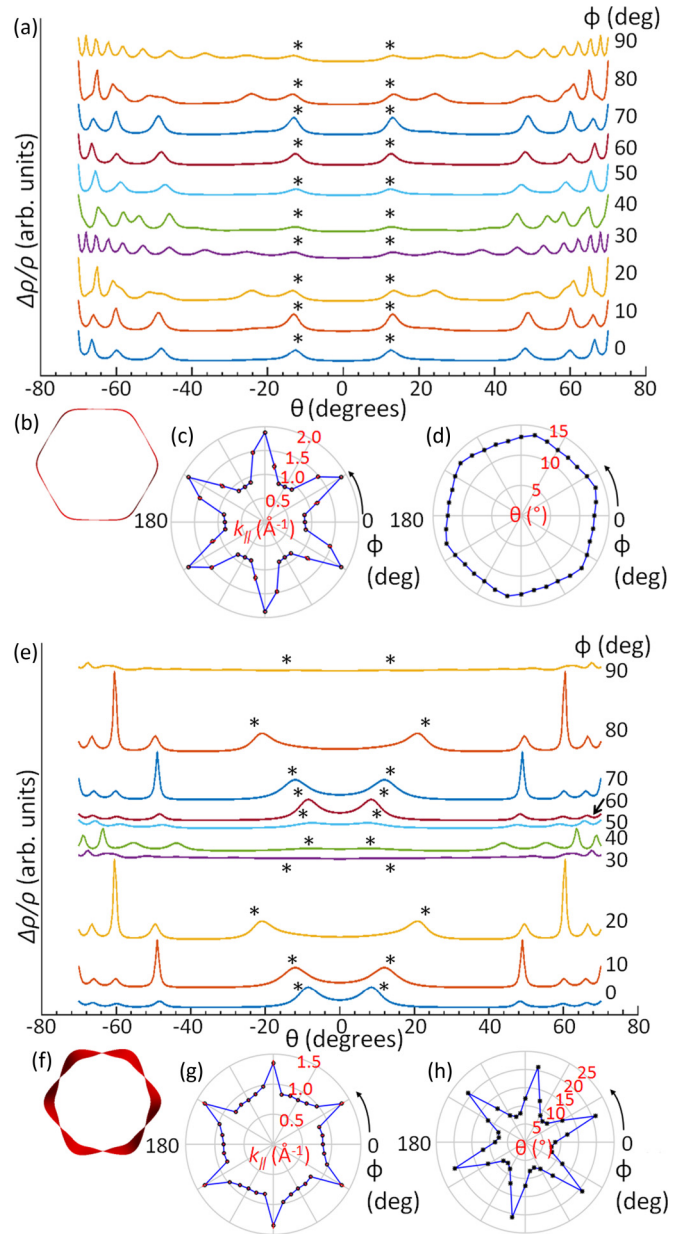 (a)
ϕ (deg)
Δρ/ρ (arb. units)
* * 90
* * 80
* * 70
* * 60
* * 50
* * 40
* * 30
* * 20
* * 10
* * 0
-80 -60 -40 -20 0 20 40 60 80
θ (degrees)
(b)
(c)
2.0
1.5
1.0
0.5
k// (Å-1)
180
0
ϕ
(deg)
(d)
15
10
5
θ (°)
180
0
ϕ
(deg)
(e)
ϕ (deg)
Δρ/ρ (arb. units)
* * 90
* * 80
* * 70
* * 60
* * 50
* * 40
* * 30
* * 20
* * 10
* * 0
-80 -60 -40 -20 0 20 40 60 80
θ (degrees)
(f)
(g)
1.5
1.0
0.5
k// (Å-1)
180
0
ϕ
(deg)
(h)
25
20
15
10
5
θ (°)
180
0
ϕ
(deg)